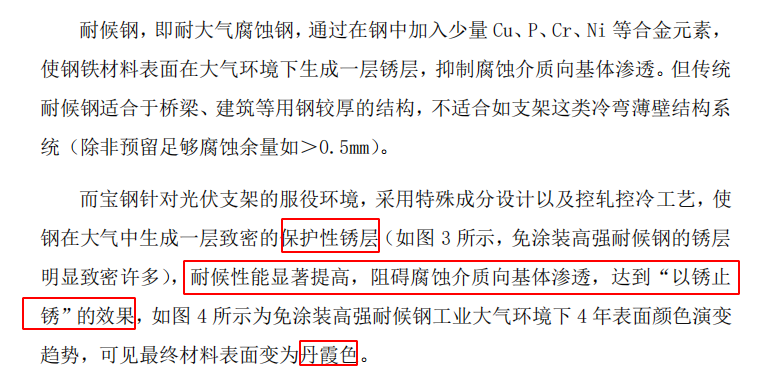 耐候钢，即耐大气腐蚀钢，通过在钢中加入少量 Cu、P、Cr、Ni 等合金元素，
使钢铁材料表面在大气环境下生成一层锈层，抑制腐蚀介质向基体渗透。但传统
耐候钢适合于桥梁、建筑等用钢较厚的结构，不适合如支架这类冷弯薄壁结构系
统（除非预留足够腐蚀余量如＞0.5mm）。
而宝钢针对光伏支架的服役环境，采用特殊成分设计以及控轧控冷工艺，使
钢在大气中生成一层致密的保护性锈层（如图 3 所示，免涂装高强耐候钢的锈层
明显致密许多），耐候性能显著提高，阻碍腐蚀介质向基体渗透，达到“以锈止
锈”的效果，如图 4 所示为免涂装高强耐候钢工业大气环境下 4 年表面颜色演变
趋势，可见最终材料表面变为丹霞色。